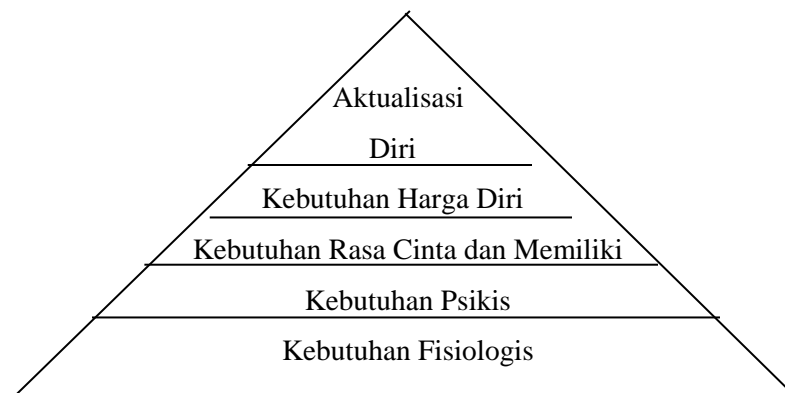 Aktualisasi
Diri
Kebutuhan Harga Diri
Kebutuhan Rasa Cinta dan Memiliki
Kebutuhan Psikis
Kebutuhan Fisiologis